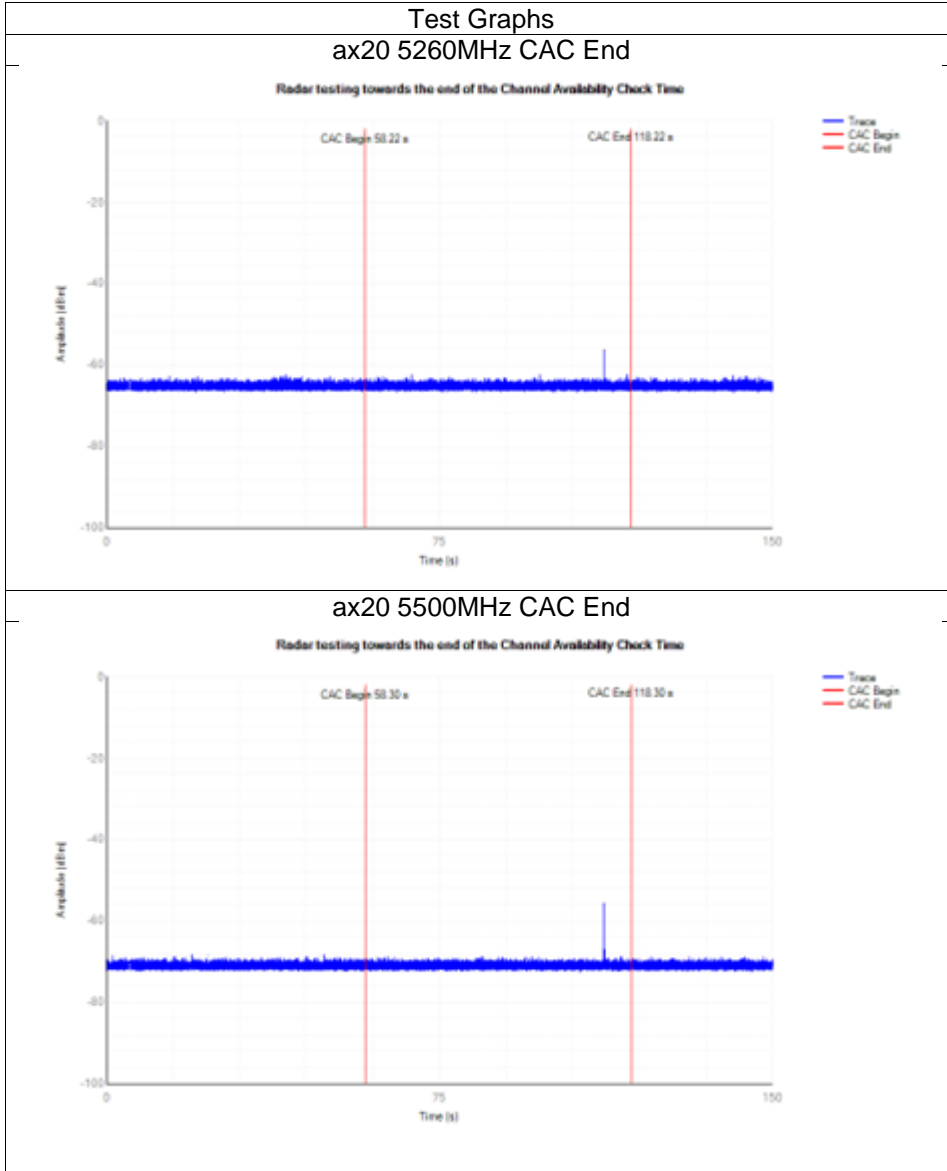 Test Graphs
ax20 5260MHz CAC End
Radar testing towards the end of the Channel Availability Check Time
CAC Begin 58.22 s
CAC End 118.22 s
Trace
CAC Begin
CAC End
0
-20
-40
-60
-80
-100
Amplitude [dBm]
0
75
150
Time (s)
ax20 5500MHz CAC End
Radar testing towards the end of the Channel Availability Check Time
CAC Begin 58.30 s
CAC End 118.30 s
Trace
CAC Begin
CAC End
0
-20
-40
-60
-80
-100
Amplitude [dBm]
0
75
150
Time (s)